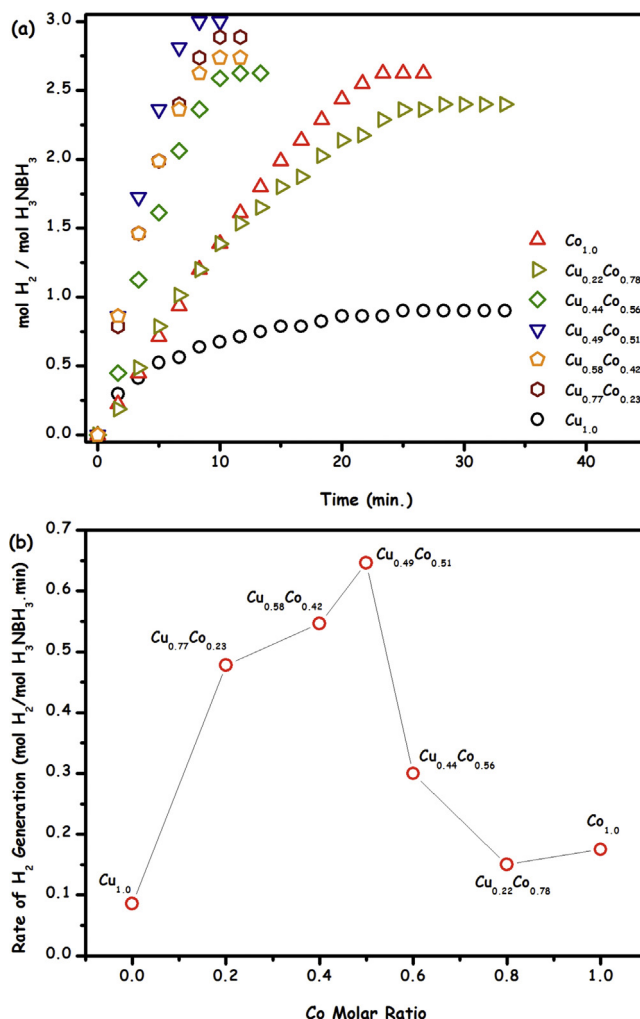 (a)
3.0
2.5
2.0
1.5
1.0
0.5
0.0
mol H₂ / mol H₃NBH₃
Co₁.₀
Cu₀.₂₂Co₀.₇₈
Cu₀.₄₄Co₀.₅₆
Cu₀.₄₉Co₀.₅₁
Cu₀.₅₈Co₀.₄₂
Cu₀.₇₇Co₀.₂₃
Cu₁.₀
0 10 20 30 40
Time (min.)
(b)
0.7
0.6
0.5
0.4
0.3
0.2
0.1
0.0
Rate of H₂ Generation (mol H₂/mol H₃NBH₃.min)
Cu₀.₄₉Co₀.₅₁
Cu₀.₅₈Co₀.₄₂
Cu₀.₇₇Co₀.₂₃
Cu₀.₄₄Co₀.₅₆
Co₁.₀
Cu₁.₀
Cu₀.₂₂Co₀.₇₈
0.0 0.2 0.4 0.6 0.8 1.0
Co Molar Ratio